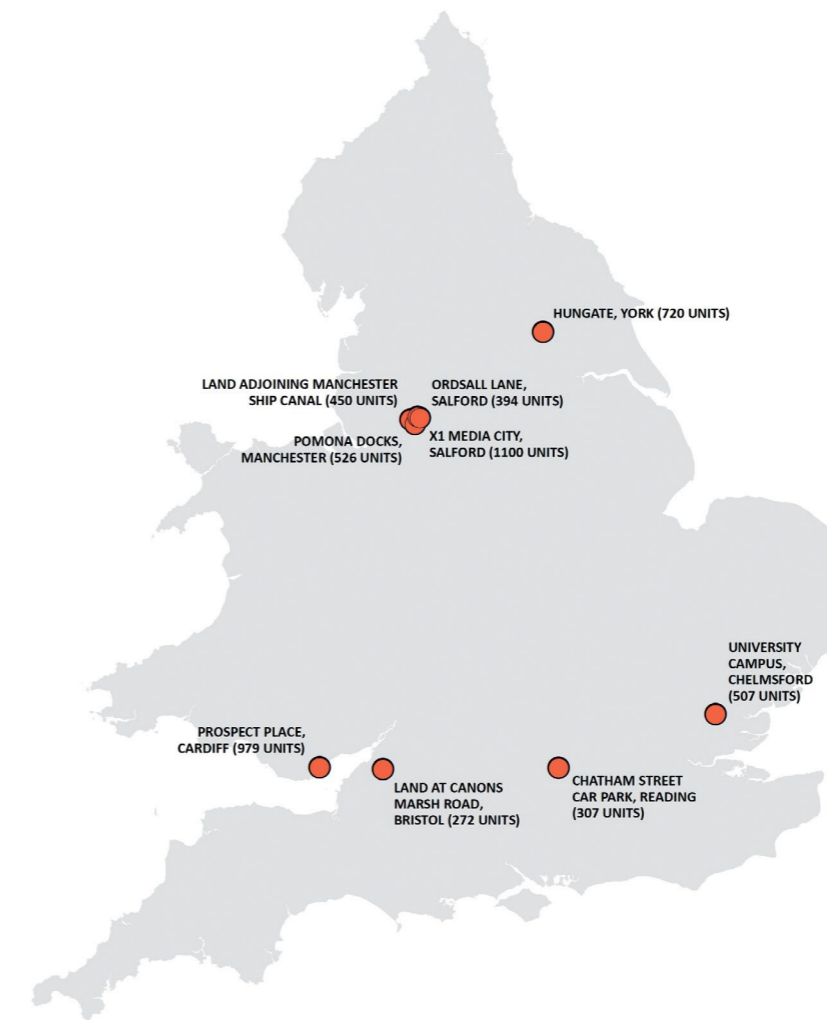 HUNGATE, YORK (720 UNITS)
LAND ADJOINING MANCHESTER
SHIP CANAL (450 UNITS)
ORDSALL LANE,
SALFORD (394 UNITS)
POMONA DOCKS,
MANCHESTER (526 UNITS)
X1 MEDIA CITY,
SALFORD (1100 UNITS)
UNIVERSITY
CAMPUS,
CHELMSFORD
(507 UNITS)
PROSPECT PLACE,
CARDIFF (979 UNITS)
LAND AT CANONS
MARSH ROAD,
BRISTOL (272 UNITS)
CHATHAM STREET
CAR PARK, READING
(307 UNITS)